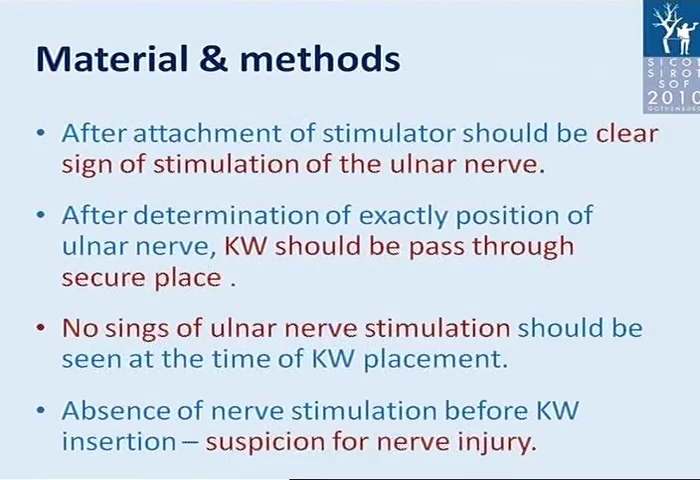 Material & methods
SICOT
SIROT
SOF
2010
GOTHENBURG
• After attachment of stimulator should be clear
sign of stimulation of the ulnar nerve.
• After determination of exactly position of
ulnar nerve, KW should be pass through
secure place .
• No sings of ulnar nerve stimulation should be
seen at the time of KW placement.
• Absence of nerve stimulation before KW
insertion – suspicion for nerve injury.